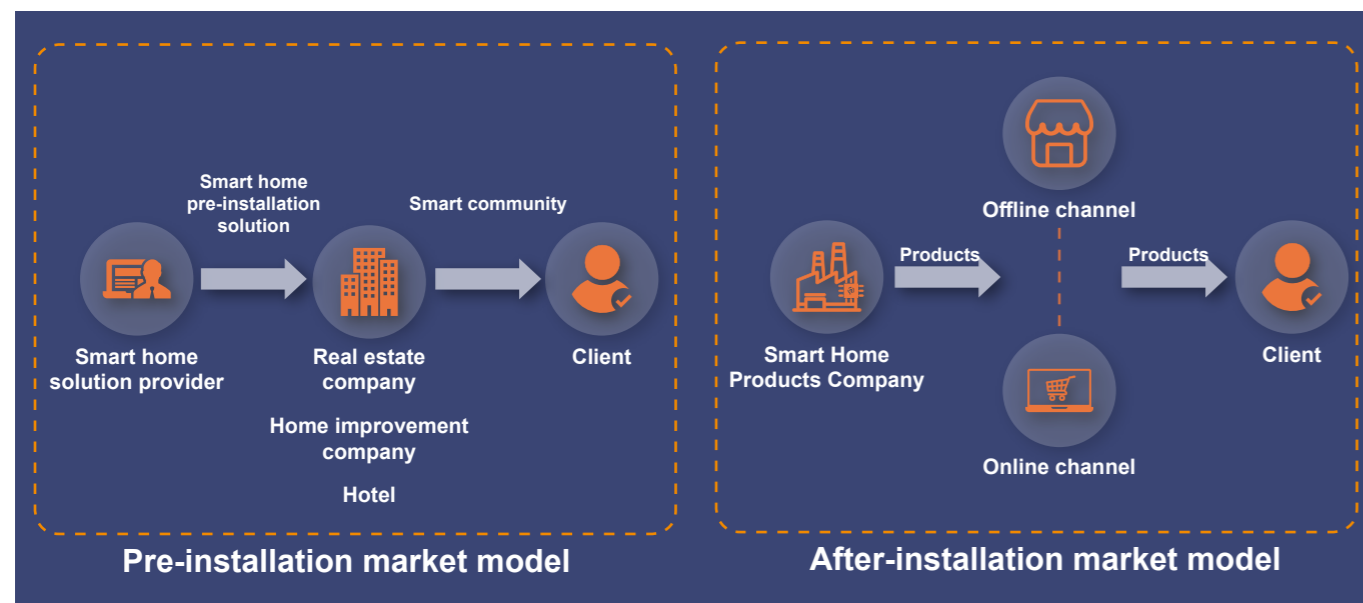 Smart home
pre-installation
solution
Smart community
Smart home
solution provider
Real estate
company
Home improvement
company
Hotel
Client
Pre-installation market model
Offline channel
Products
Products
Smart Home
Products Company
Client
Online channel
After-installation market model